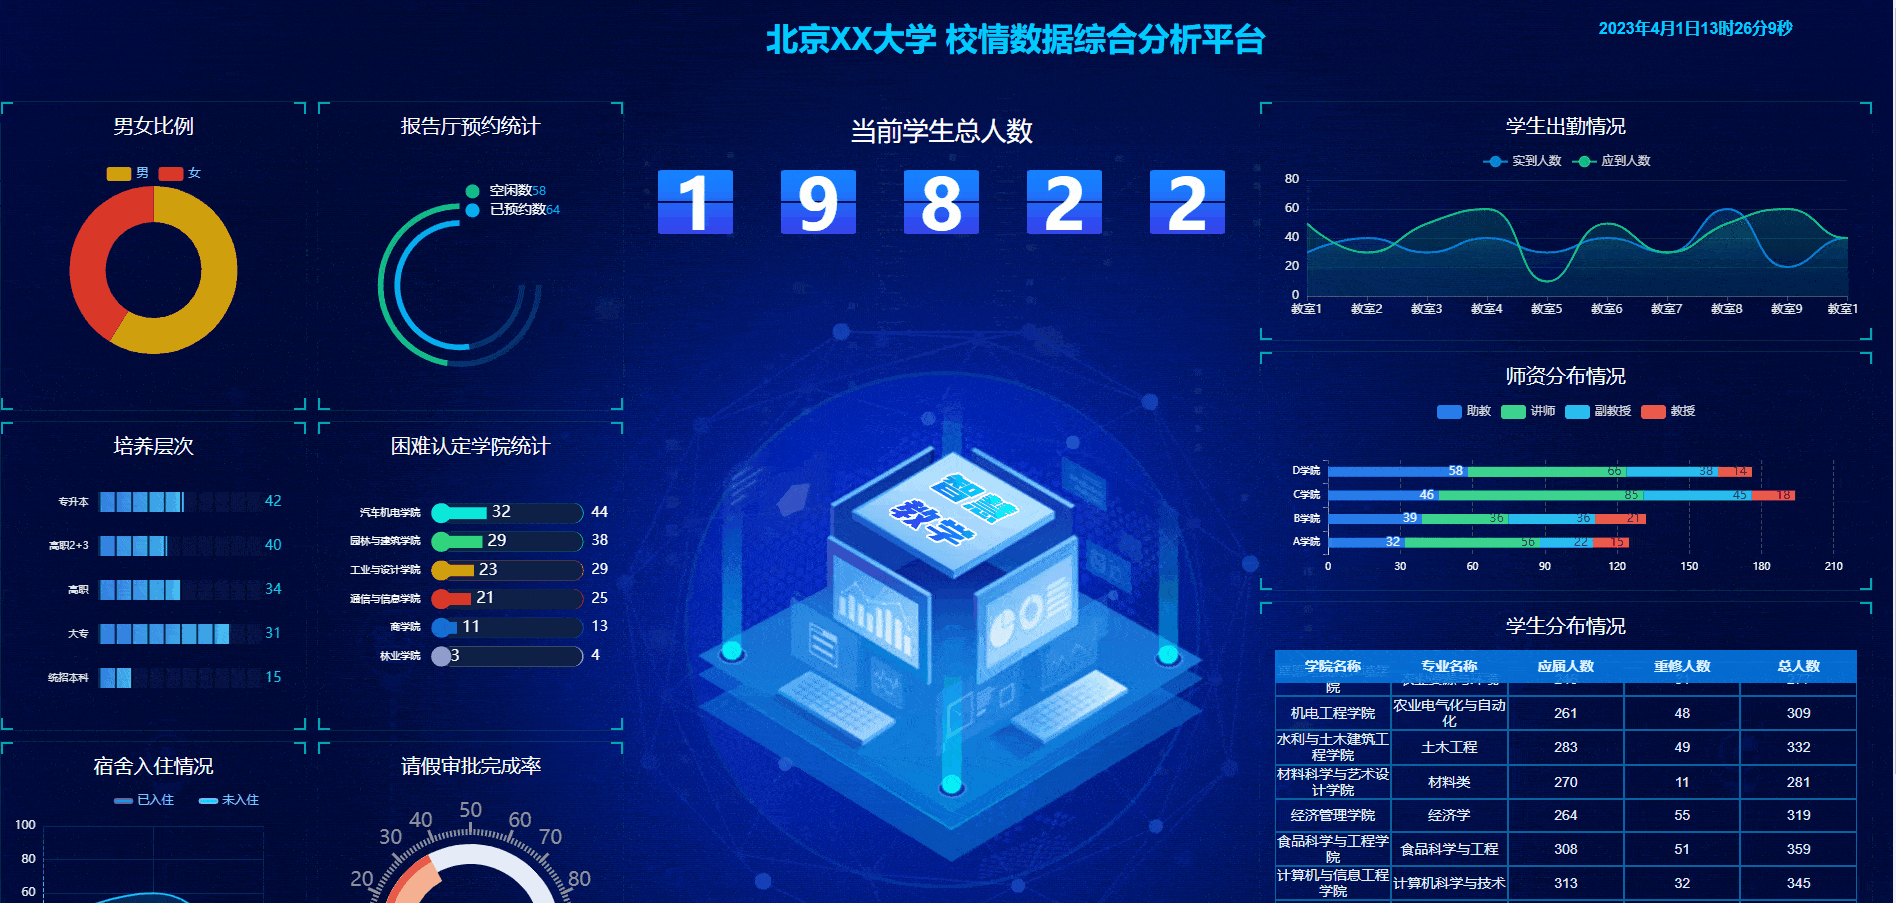 北京XX大学 校情数据综合分析平台
2023年4月1日13时26分9秒
男女比例
男 女
报告厅预约统计
空闲数58
已预约数64
当前学生总人数
1 9 8 2 2
学生出勤情况
实到人数 应到人数
80
60
40
20
0
教室1 教室2 教室3 教室4 教室5 教室6 教室7 教室8 教室9 教室1
培养层次
专升本 42
高职2+3 40
高职 34
大专 31
统招本科 15
困难认定学院统计
汽车机电学院 32 44
园林与建筑学院 29 38
工业与设计学院 23 29
通信与信息学院 21 25
商学院 11 13
林业学院 3 4
智慧
教学
师资分布情况
助教 讲师 副教授 教授
D学院 58 66 38 14
C学院 46 85 45 18
B学院 39 36 36 21
A学院 32 56 22 15
0 30 60 90 120 150 180 210
宿舍入住情况
已入住 未入住
100
80
60
请假审批完成率
20 30 40 50 60 70 80
学生分布情况
学院名称 专业名称 应届人数 重修人数 总人数
院
机电工程学院 农业电气化与自动化 261 48 309
水利与土木建筑工程学院 土木工程 283 49 332
材料科学与艺术设计学院 材料类 270 11 281
经济管理学院 经济学 264 55 319
食品科学与工程学院 食品科学与工程 308 51 359
计算机与信息工程学院 计算机科学与技术 313 32 345